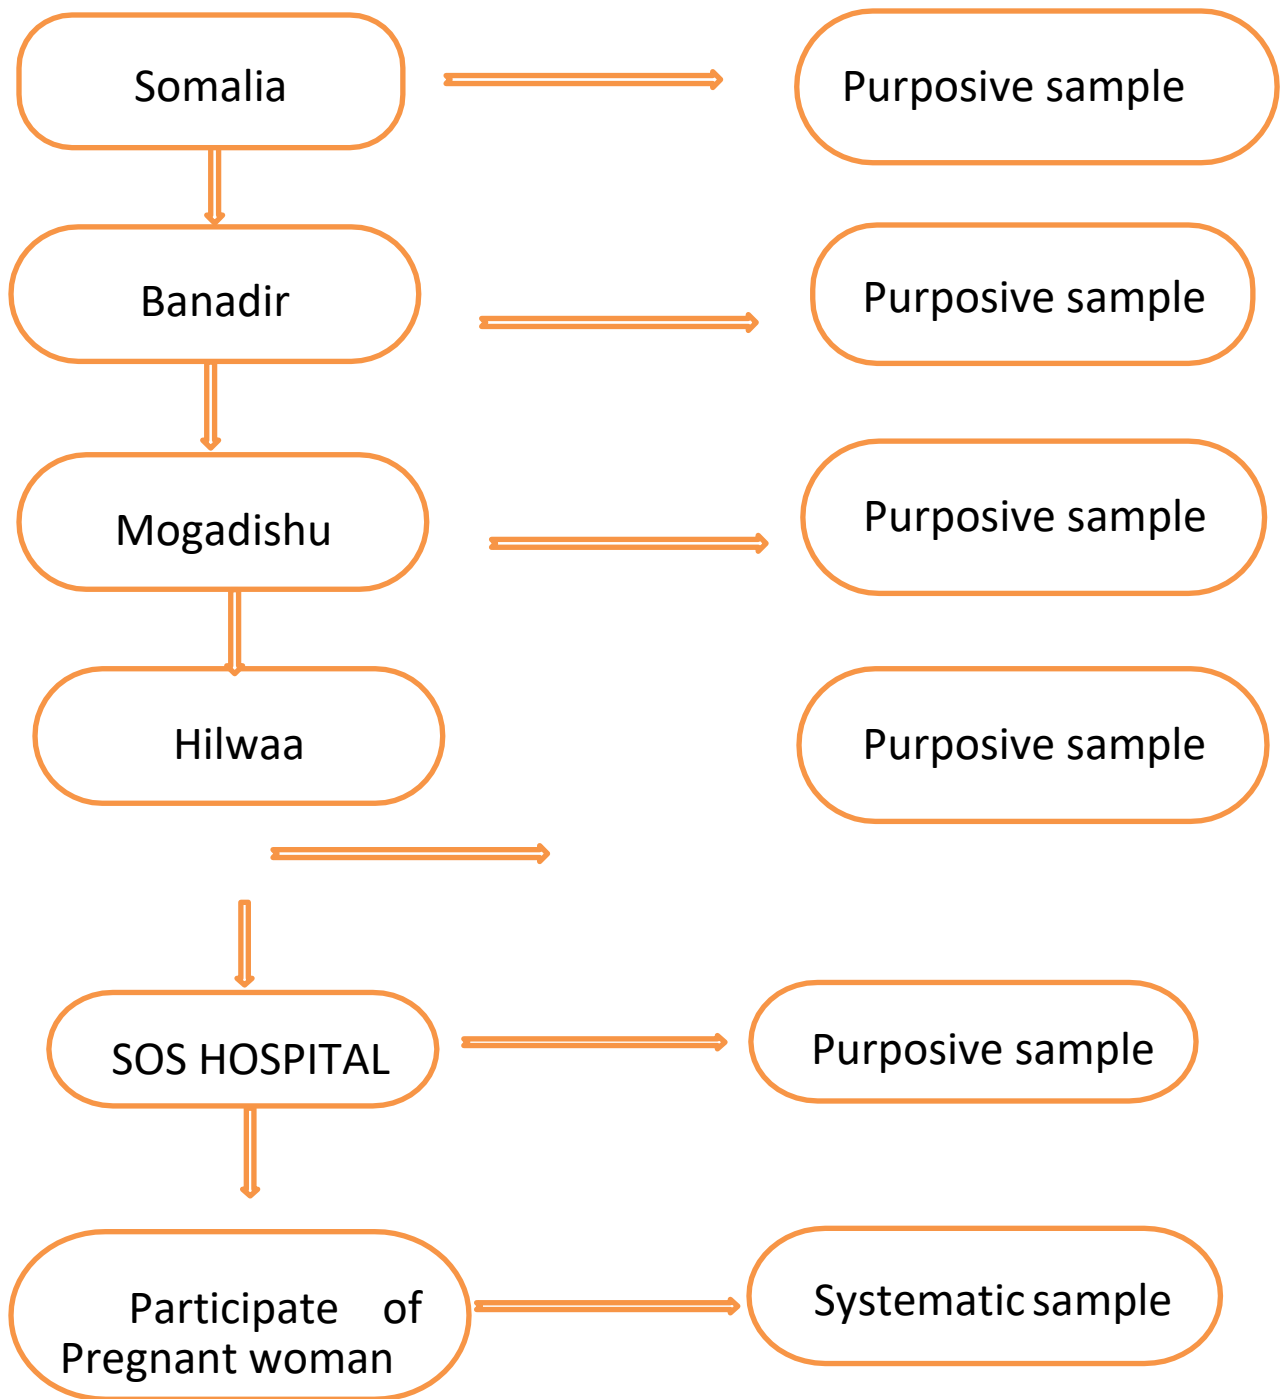 Somalia
Purposive sample
Banadir
Purposive sample
Mogadishu
Purposive sample
Hilwaa
Purposive sample
SOS HOSPITAL
Purposive sample
Participate of
Pregnant woman
Systematic sample